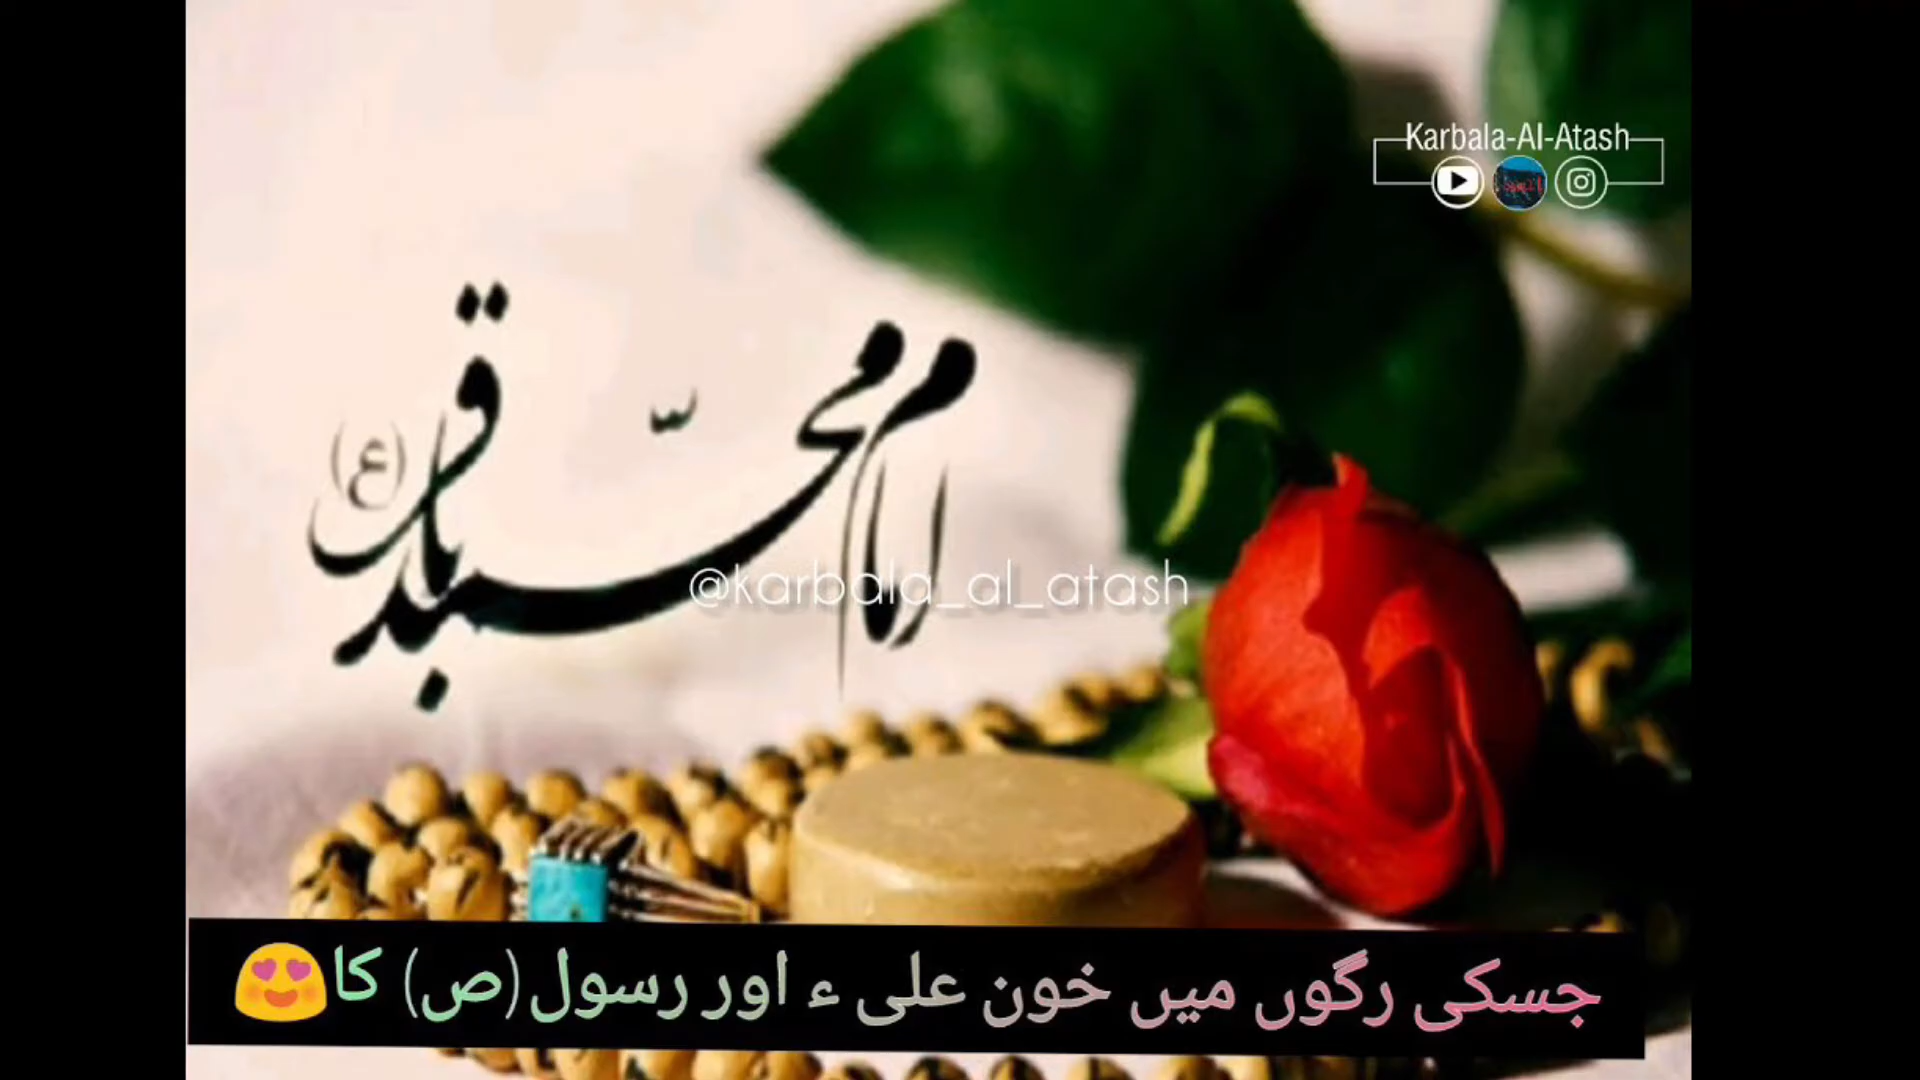 Karbala-Al-Atash
امام محمد باقر (ع)
@karbala_al_atash
جسکی رگوں میں خون علی ء اور رسول(ص) کا😍